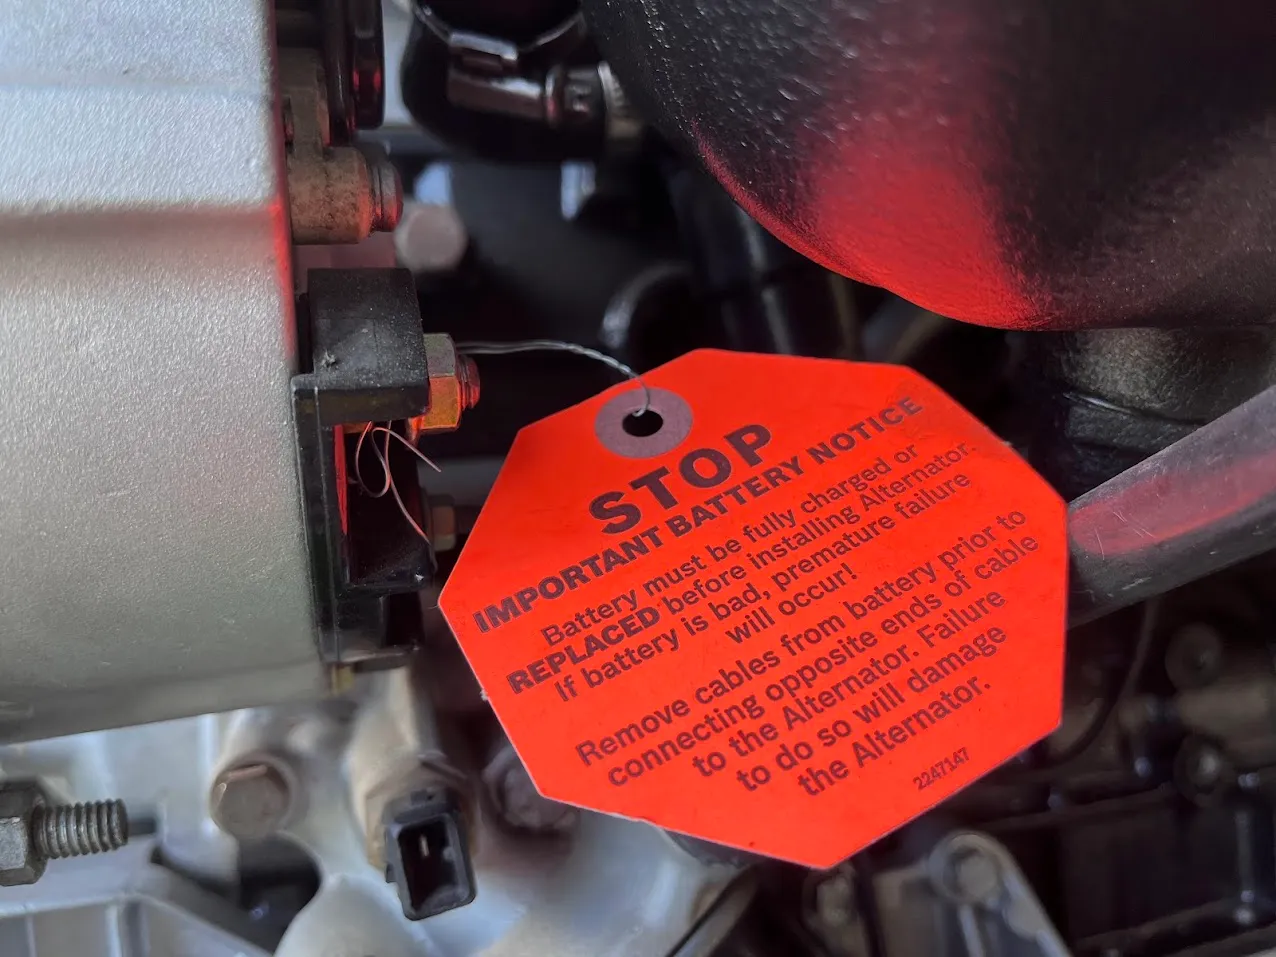 STOP
IMPORTANT BATTERY NOTICE
Battery must be fully charged or
REPLACED before installing Alternator.
If battery is bad, premature failure
will occur!
Remove cables from battery prior to
connecting opposite ends of cable
to the Alternator. Failure
to do so will damage
the Alternator.
2247147